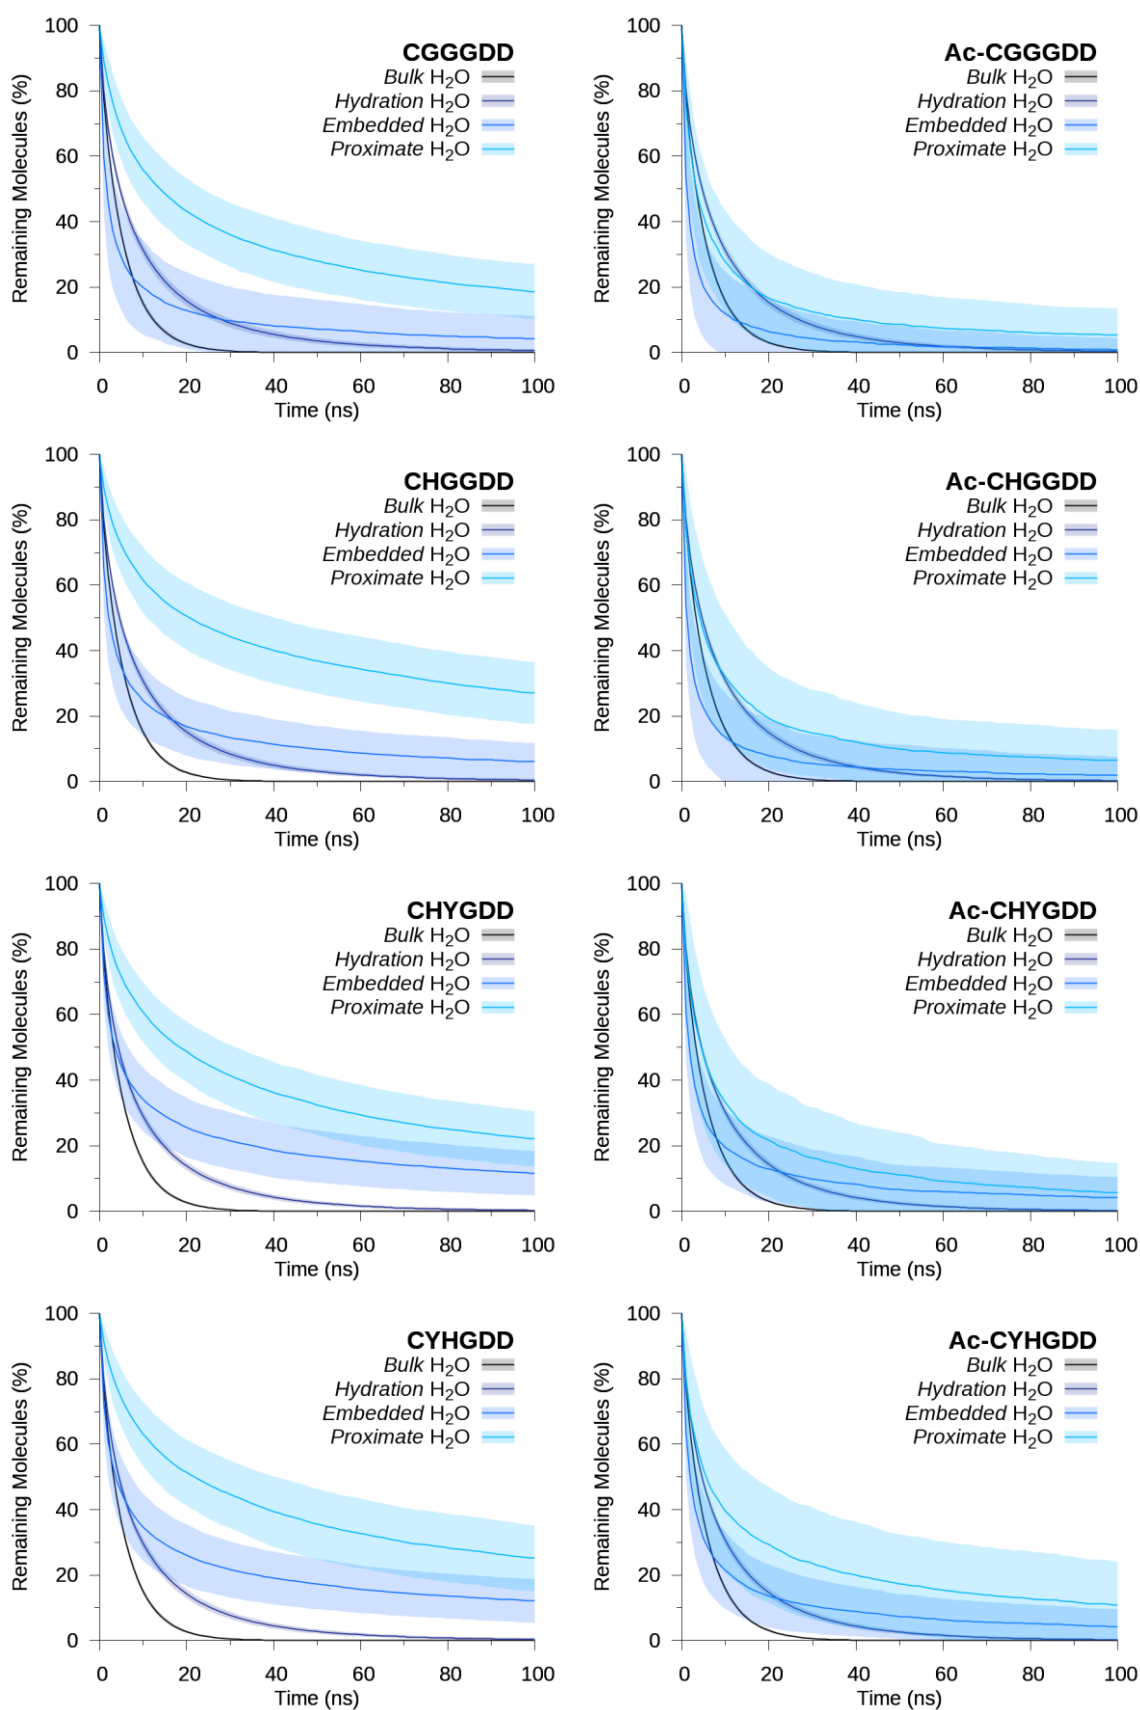 CGGGDD
Bulk H2O
Hydration H2O
Embedded H2O
Proximate H2O
Remaining Molecules (%)
100
80
60
40
20
0
0 20 40 60 80 100
Time (ns)
Ac-CGGGDD
Bulk H2O
Hydration H2O
Embedded H2O
Proximate H2O
Remaining Molecules (%)
100
80
60
40
20
0
0 20 40 60 80 100
Time (ns)
CHGGDD
Bulk H2O
Hydration H2O
Embedded H2O
Proximate H2O
Remaining Molecules (%)
100
80
60
40
20
0
0 20 40 60 80 100
Time (ns)
Ac-CHGGDD
Bulk H2O
Hydration H2O
Embedded H2O
Proximate H2O
Remaining Molecules (%)
100
80
60
40
20
0
0 20 40 60 80 100
Time (ns)
CHYGDD
Bulk H2O
Hydration H2O
Embedded H2O
Proximate H2O
Remaining Molecules (%)
100
80
60
40
20
0
0 20 40 60 80 100
Time (ns)
Ac-CHYGDD
Bulk H2O
Hydration H2O
Embedded H2O
Proximate H2O
Remaining Molecules (%)
100
80
60
40
20
0
0 20 40 60 80 100
Time (ns)
CYHGDD
Bulk H2O
Hydration H2O
Embedded H2O
Proximate H2O
Remaining Molecules (%)
100
80
60
40
20
0
0 20 40 60 80 100
Time (ns)
Ac-CYHGDD
Bulk H2O
Hydration H2O
Embedded H2O
Proximate H2O
Remaining Molecules (%)
100
80
60
40
20
0
0 20 40 60 80 100
Time (ns)